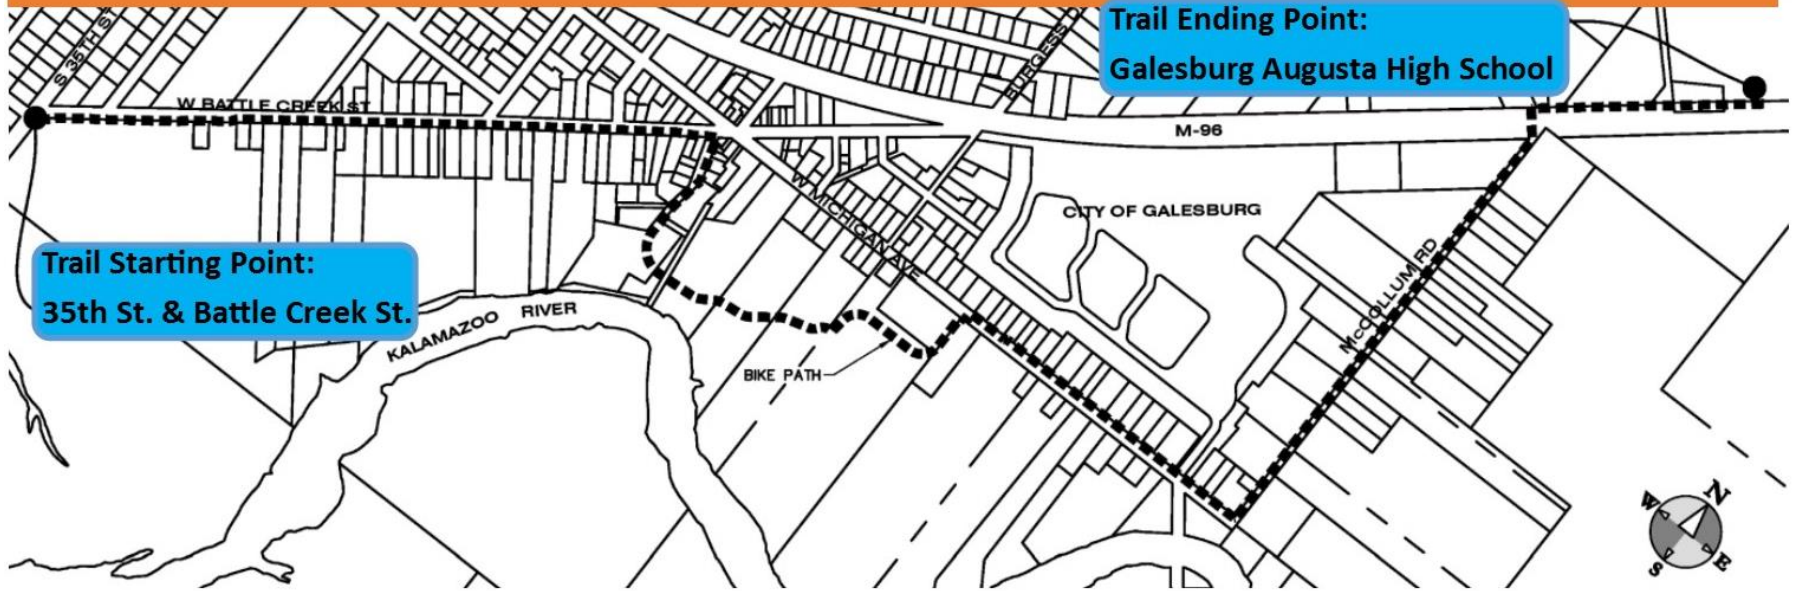 Trail Ending Point:
Galesburg Augusta High School
S 35TH S
BURGESS D
W BATTLE CREEK ST
M-96
W MICHIGAN AVE
CITY OF GALESBURG
McCOLLUM RD
Trail Starting Point:
35th St. & Battle Creek St.
KALAMAZOO RIVER
BIKE PATH
N
W
E
S